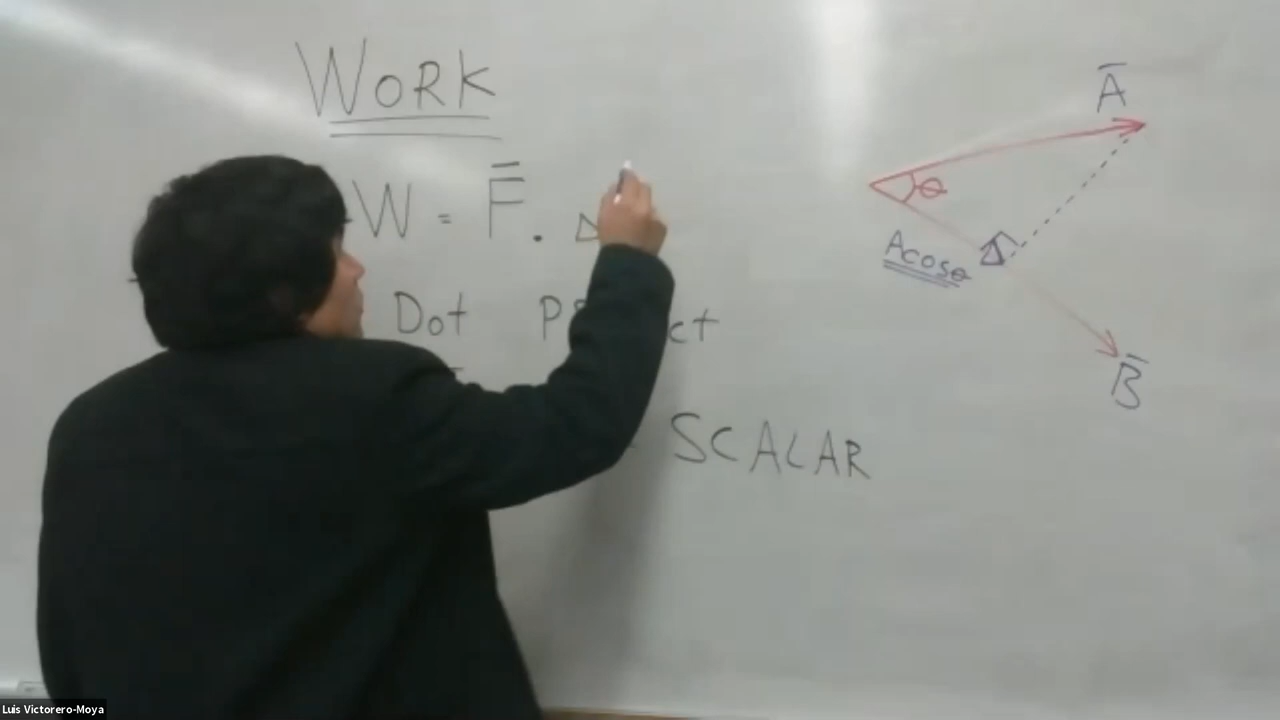 WORK
W = F̅ . Δ
Dot
SCALAR
A̅
θ
Acosθ
B̅
Luis Victorero-Moya